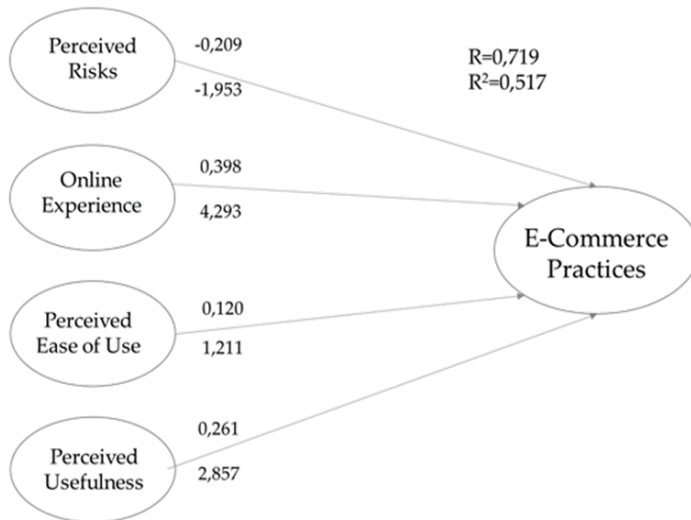 Perceived
Risks
-0,209
-1,953
R=0,719
R²=0,517
Online
Experience
0,398
4,293
E-Commerce
Practices
Perceived
Ease of Use
0,120
1,211
Perceived
Usefulness
0,261
2,857